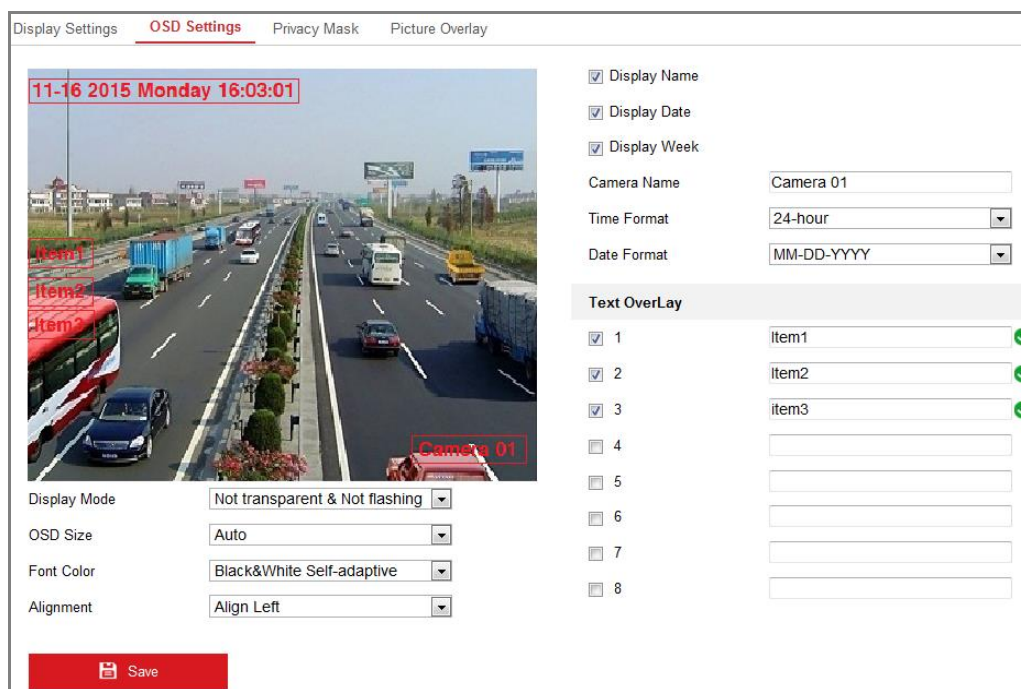 Display Settings OSD Settings Privacy Mask Picture Overlay
11-16 2015 Monday 16:03:01
Item1
Item2
Item3
Camera 01
Display Mode Not transparent & Not flashing
OSD Size Auto
Font Color Black&White Self-adaptive
Alignment Align Left
Save
Display Name
Display Date
Display Week
Camera Name Camera 01
Time Format 24-hour
Date Format MM-DD-YYYY
Text OverLay
1 Item1
2 Item2
3 item3
4
5
6
7
8